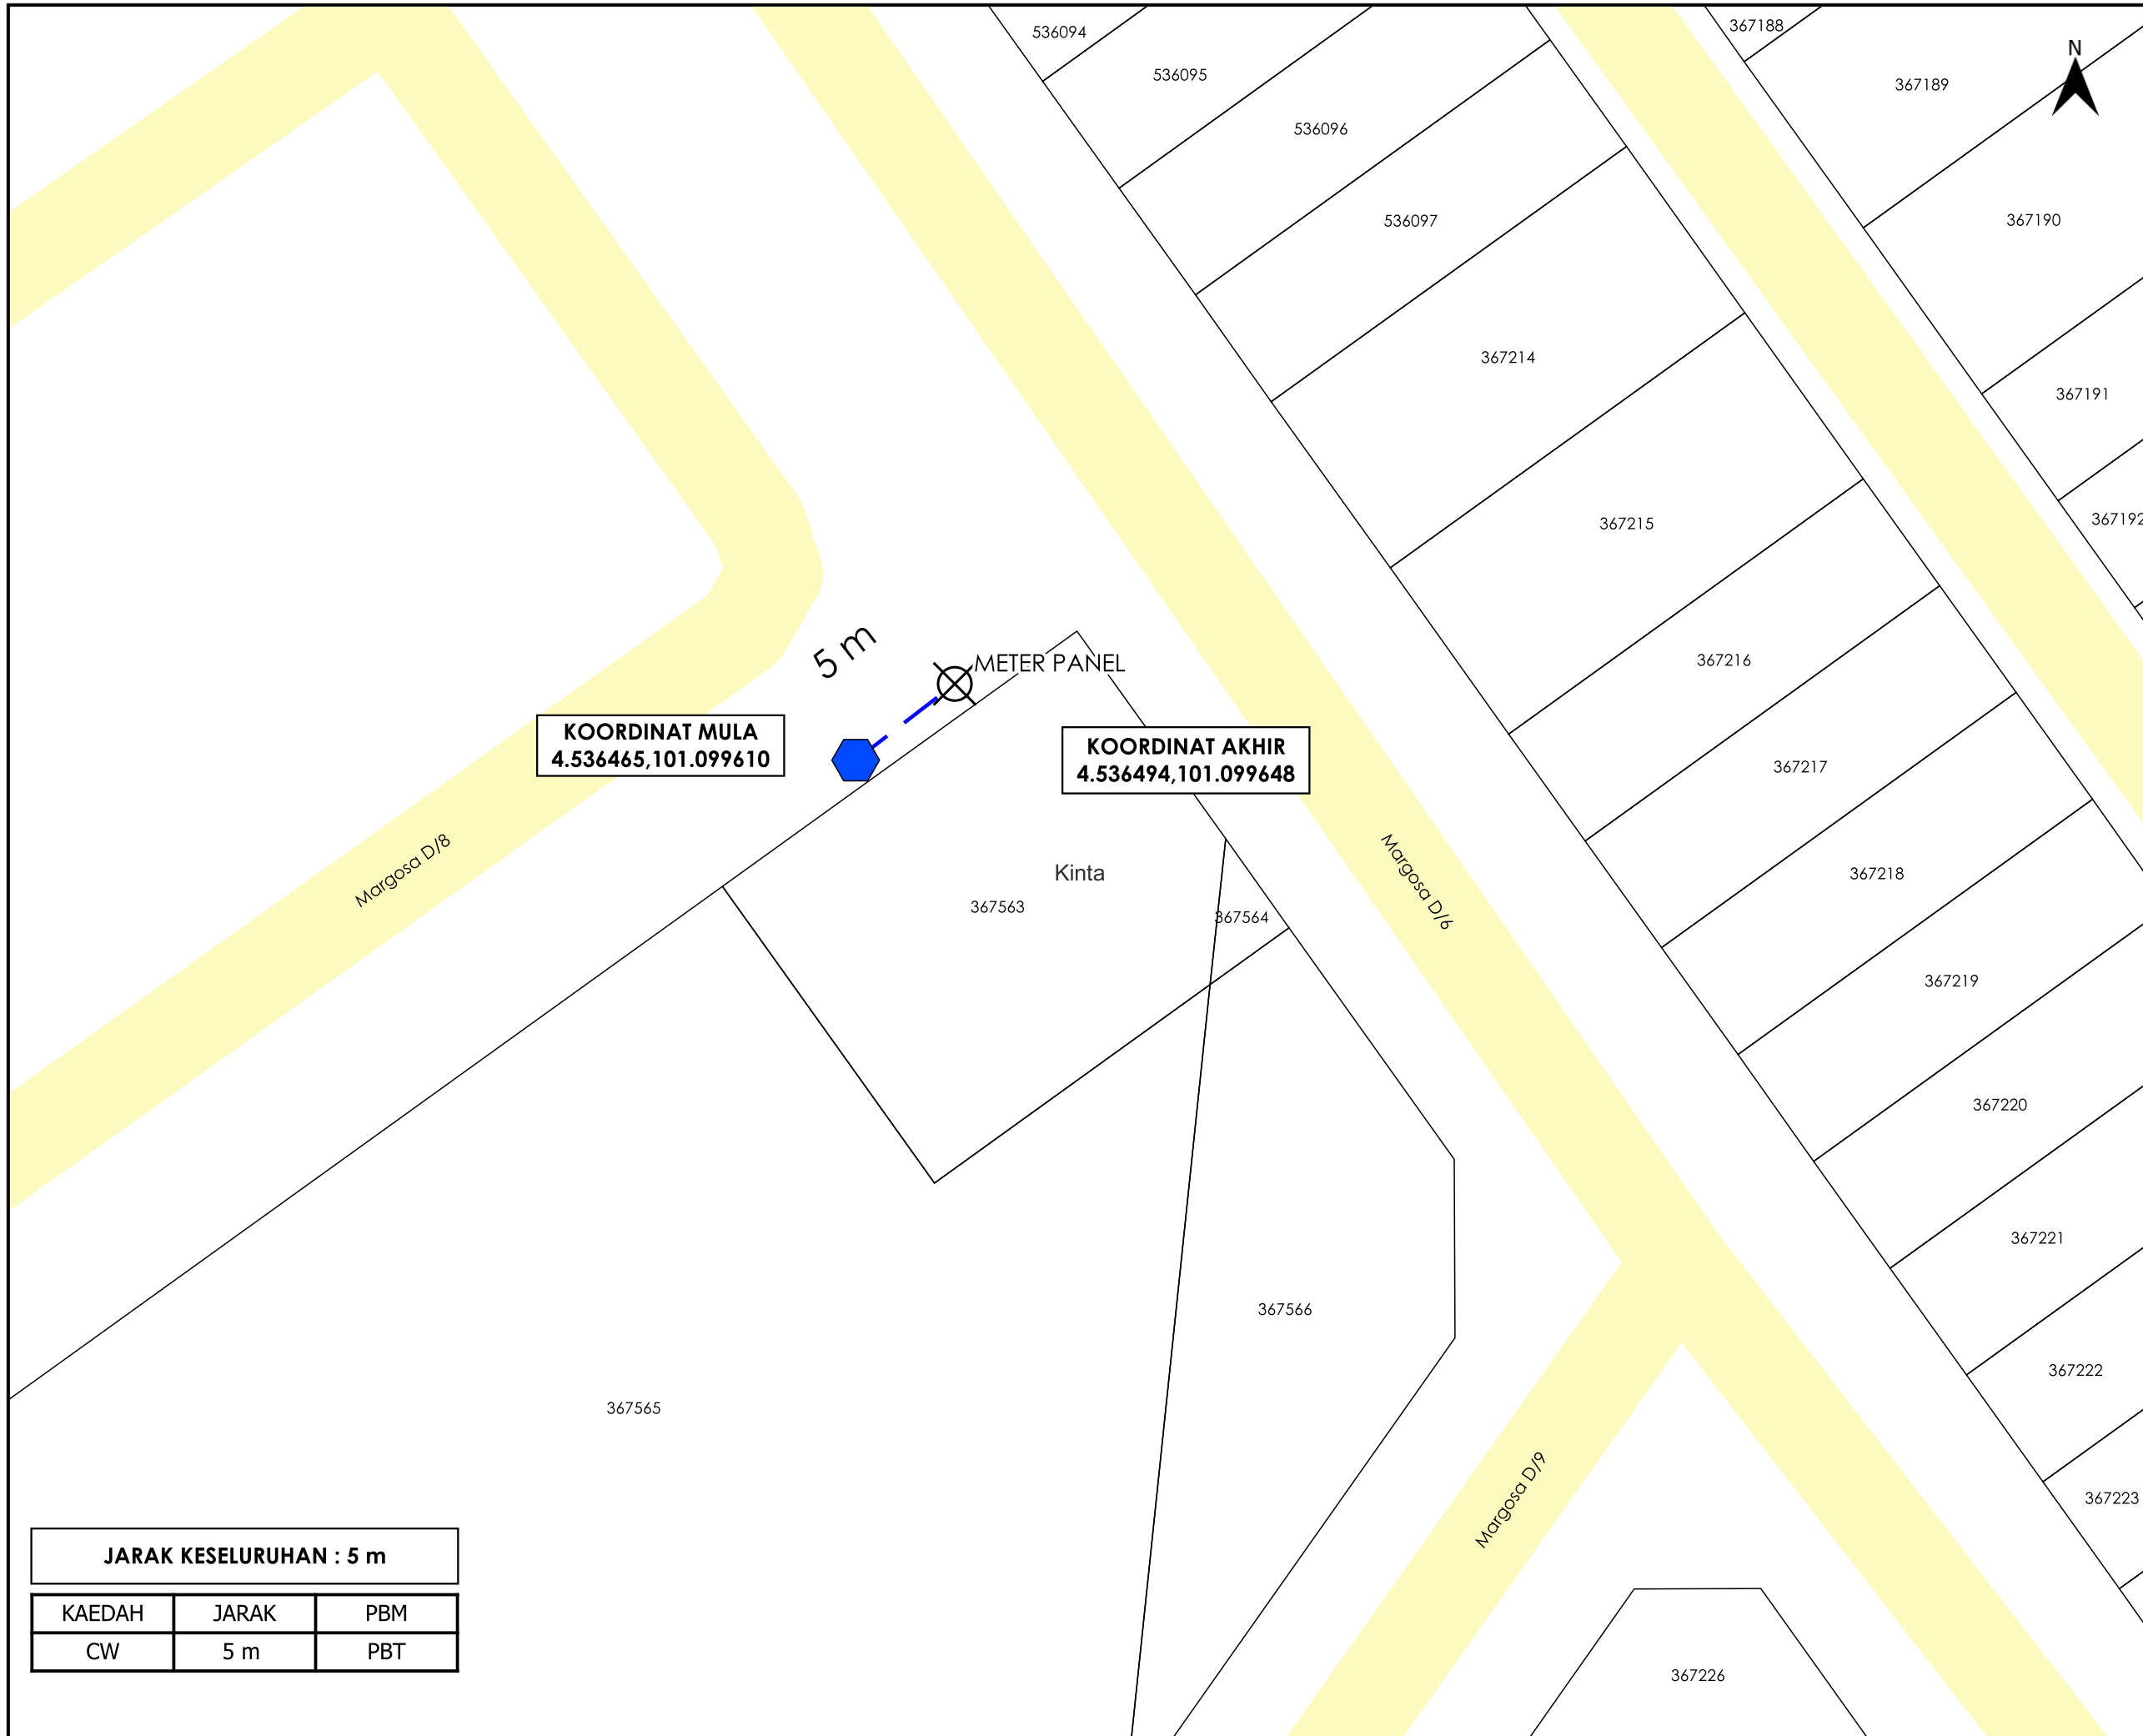 536094
367188
N
536095
367189
536096
536097
367190
367214
367191
367215
367192
5 m
METER PANEL
367216
KOORDINAT MULA
4.536465,101.099610
KOORDINAT AKHIR
4.536494,101.099648
367217
Margosa D/8
Kinta
Margosa D/6
367218
367563
367564
367219
367220
367221
367566
367222
367565
367223
Margosa D/9
JARAK KESELURUHAN : 5 m
KAEDAH JARAK PBM
CW 5 m PBT
367226